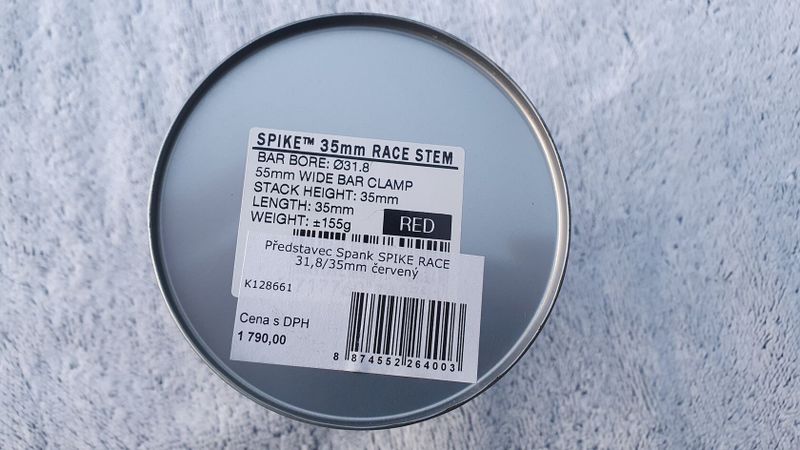 SPIKE™ 35mm RACE STEM
BAR BORE: Ø31.8
55mm WIDE BAR CLAMP
STACK HEIGHT: 35mm
LENGTH: 35mm
WEIGHT: ±155g
RED
Představec Spank SPIKE RACE
31,8/35mm červený
K128661
Cena s DPH
1 790,00
8 874552 264003